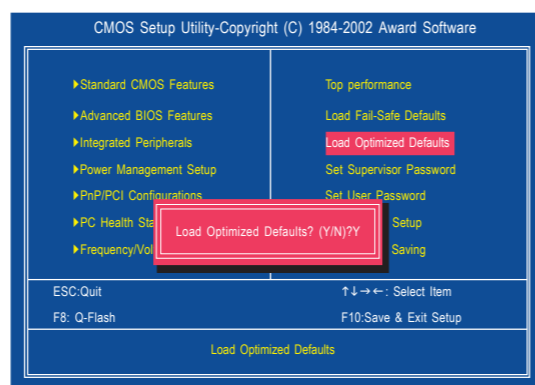 CMOS Setup Utility-Copyright (C) 1984-2002 Award Software
Standard CMOS Features
Advanced BIOS Features
Integrated Peripherals
Power Management Setup
PnP/PCI Configurations
PC Health Sta
Frequency/Vol
Top performance
Load Fail-Safe Defaults
Load Optimized Defaults
Set Supervisor Password
Set User Password
Setup
Saving
Load Optimized Defaults? (Y/N)?Y
ESC:Quit
↑↓→←: Select Item
F8: Q-Flash
F10:Save & Exit Setup
Load Optimized Defaults